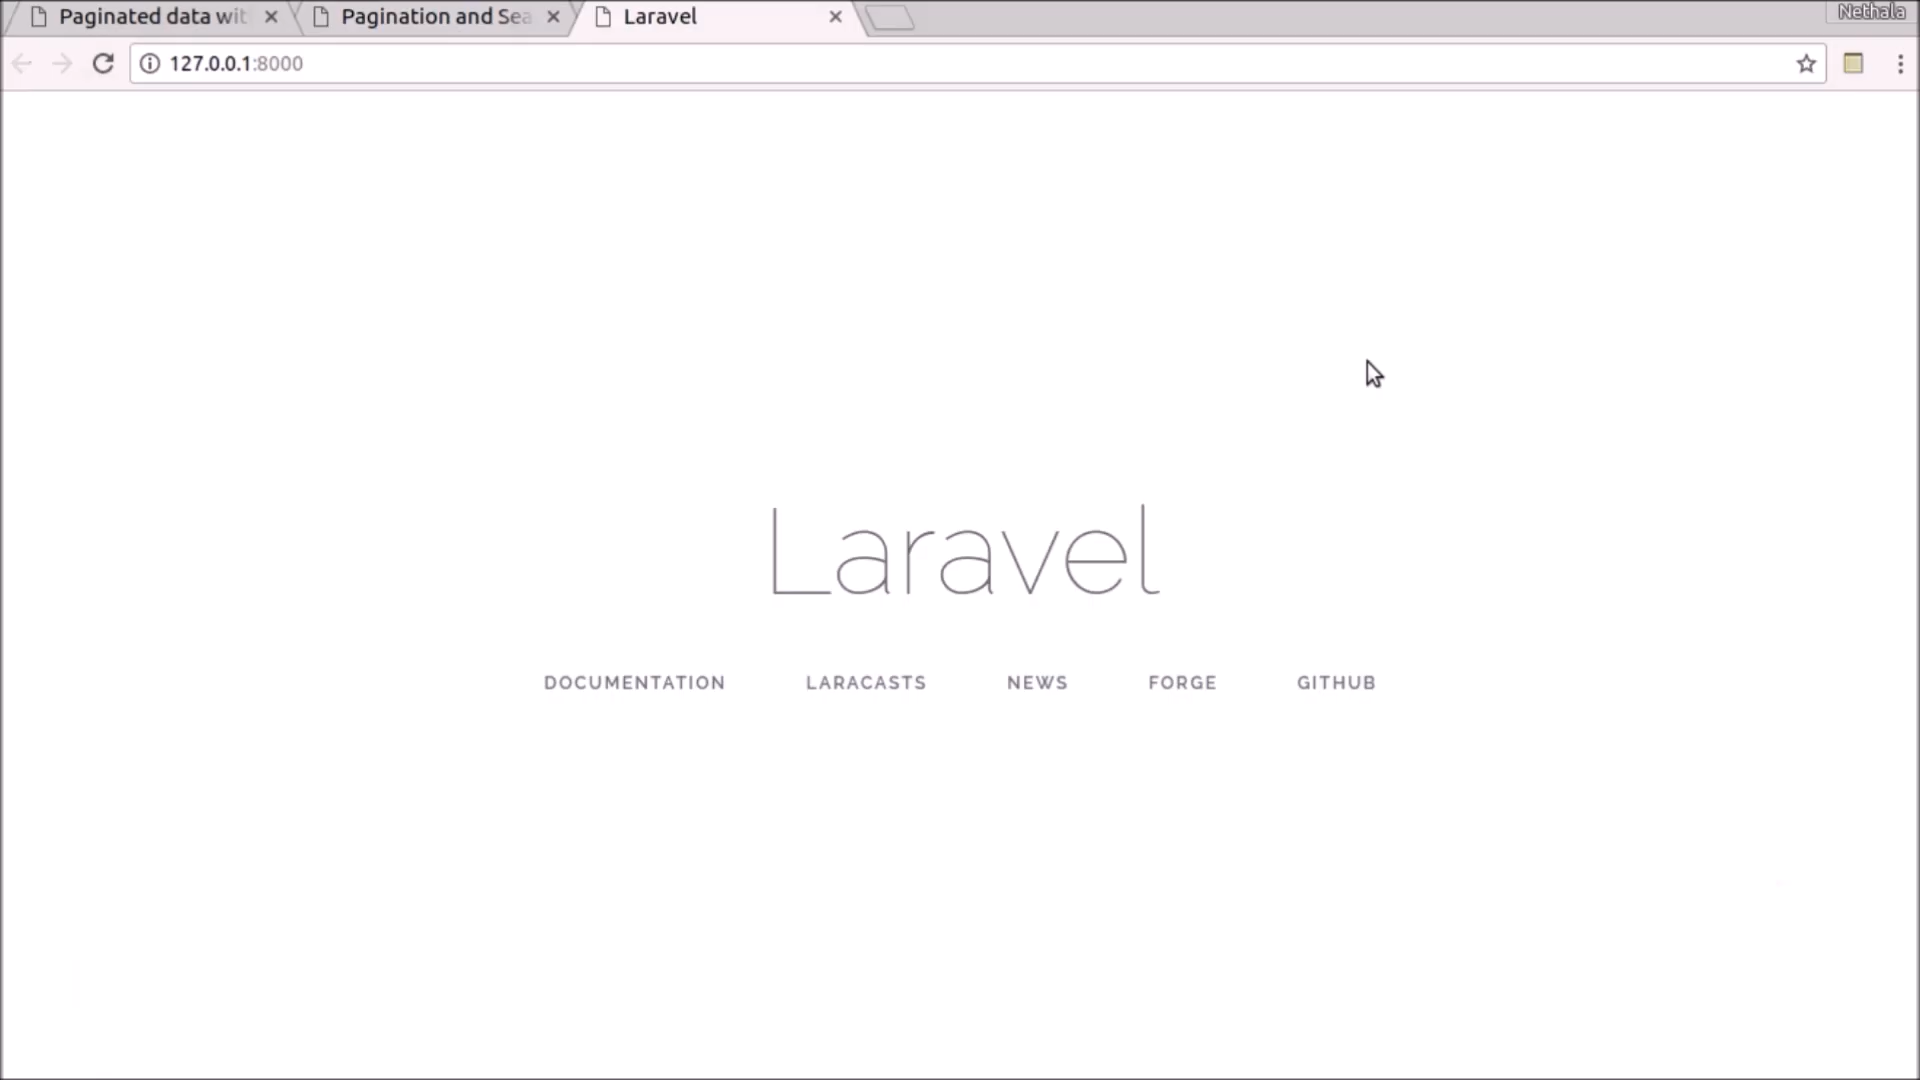 Paginated data wit
Pagination and Sea
Laravel
Nethala
127.0.0.1:8000
Laravel
DOCUMENTATION LARACASTS NEWS FORGE GITHUB